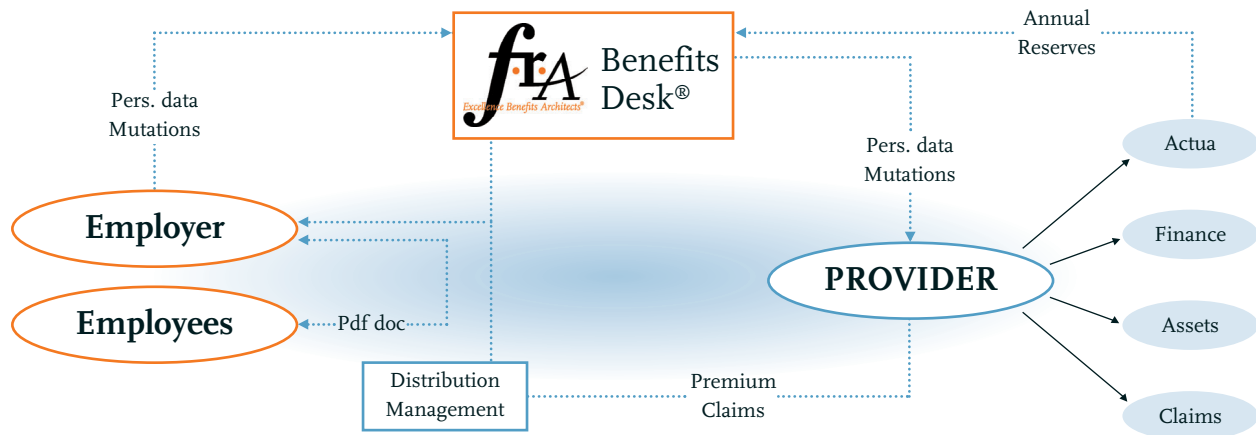 Annual
Reserves
f·r·A
Excellence Benefits Architects®
Benefits
Desk®
Pers. data
Mutations
Pers. data
Mutations
Actua
Employer
Finance
PROVIDER
Employees
Pdf doc
Assets
Distribution
Management
Premium
Claims
Claims